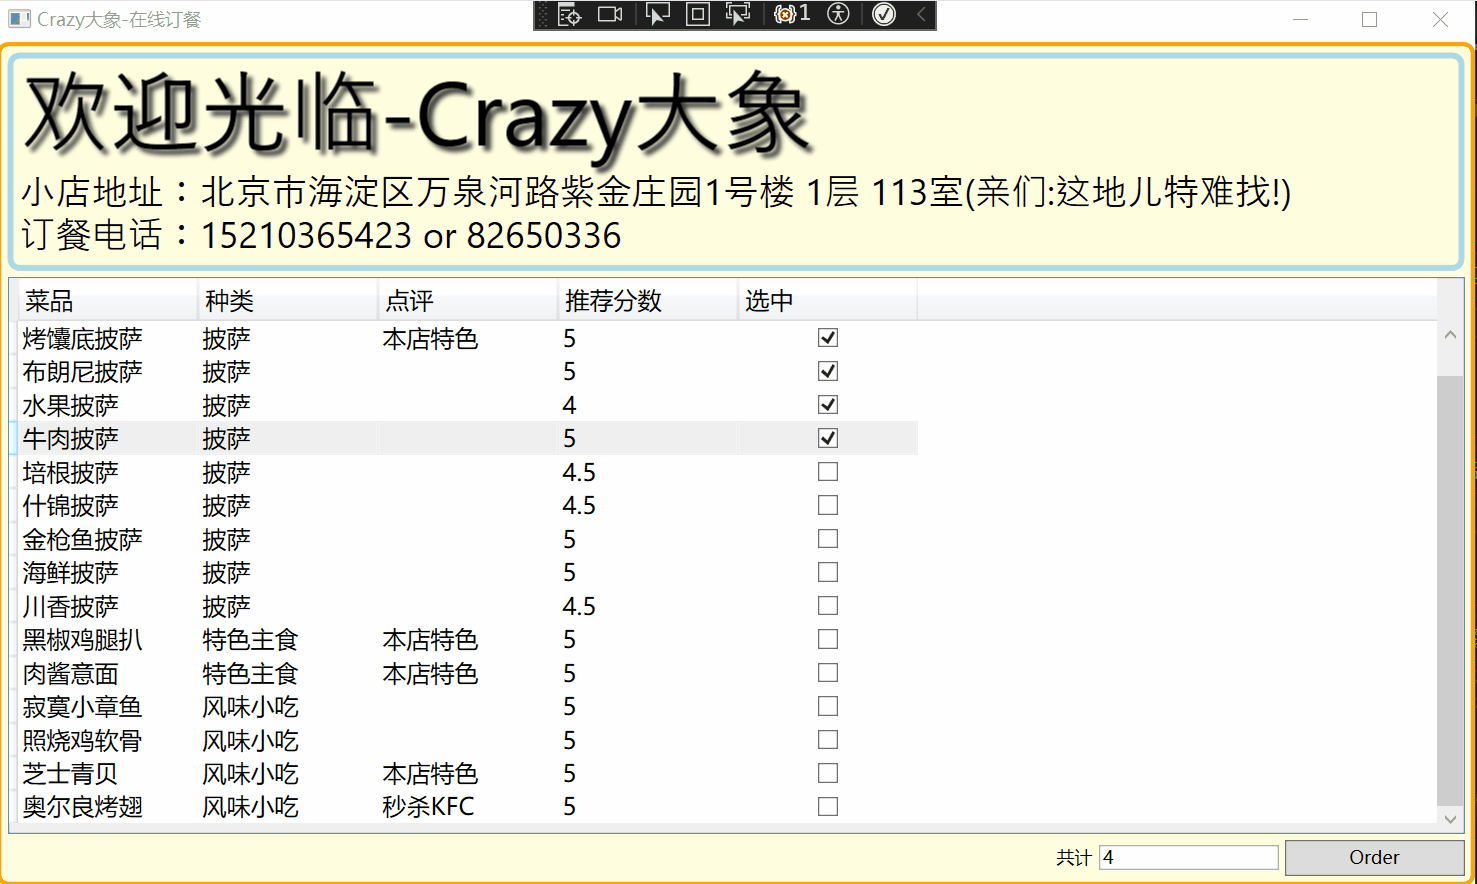 Crazy大象-在线订餐
1
欢迎光临-Crazy大象
小店地址：北京市海淀区万泉河路紫金庄园1号楼 1层 113室(亲们:这地儿特难找!)
订餐电话：15210365423 or 82650336
菜品 种类 点评 推荐分数 选中
烤馕底披萨 披萨 本店特色 5
布朗尼披萨 披萨 5
水果披萨 披萨 4
牛肉披萨 披萨 5
培根披萨 披萨 4.5
什锦披萨 披萨 4.5
金枪鱼披萨 披萨 5
海鲜披萨 披萨 5
川香披萨 披萨 4.5
黑椒鸡腿扒 特色主食 本店特色 5
肉酱意面 特色主食 本店特色 5
寂寞小章鱼 风味小吃 5
照烧鸡软骨 风味小吃 5
芝士青贝 风味小吃 本店特色 5
奥尔良烤翅 风味小吃 秒杀KFC 5
共计 4 Order